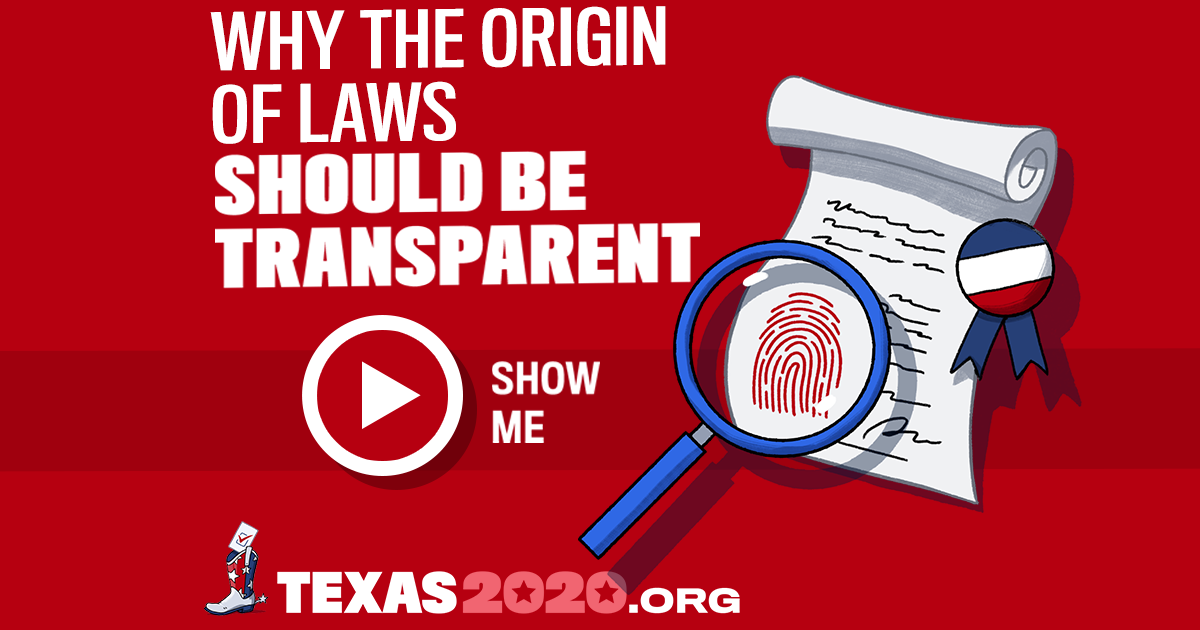 WHY THE ORIGIN
OF LAWS
SHOULD BE
TRANSPARENT
SHOW
ME
TEXAS2020.ORG